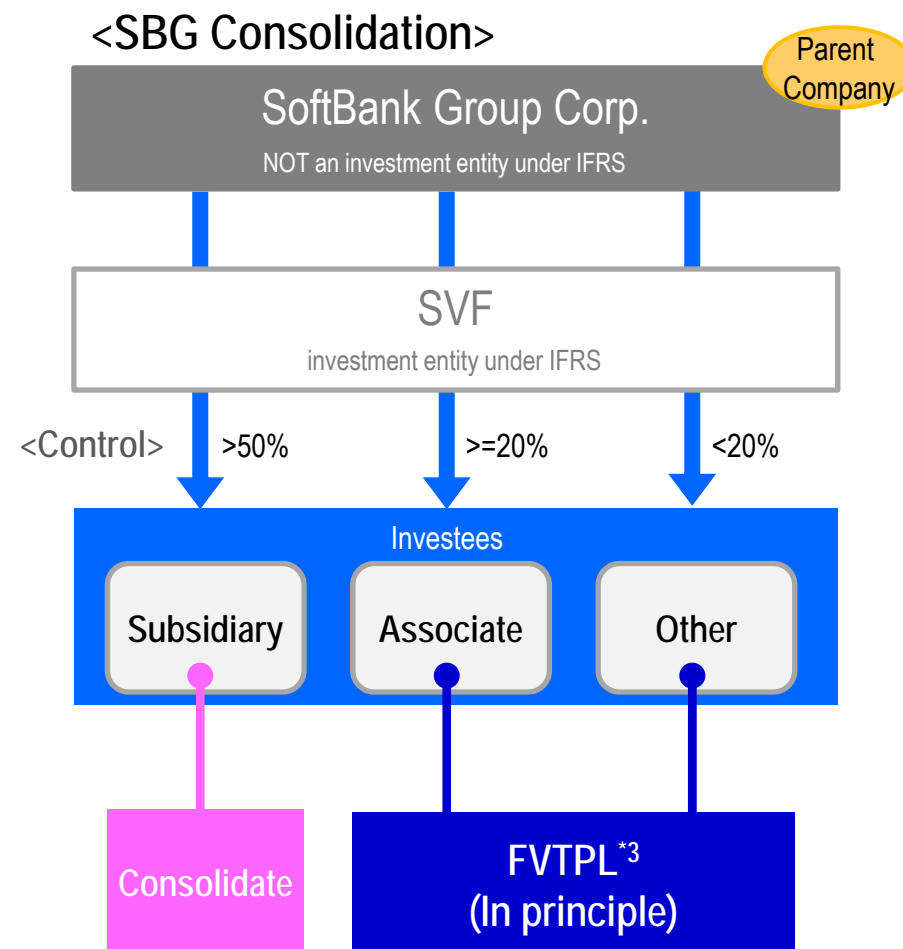 <SBG Consolidation>
Parent
Company
SoftBank Group Corp.
NOT an investment entity under IFRS
SVF
investment entity under IFRS
<Control> >50% >=20% <20%
Investees
Subsidiary Associate Other
Consolidate
FVTPL*3
(In principle)